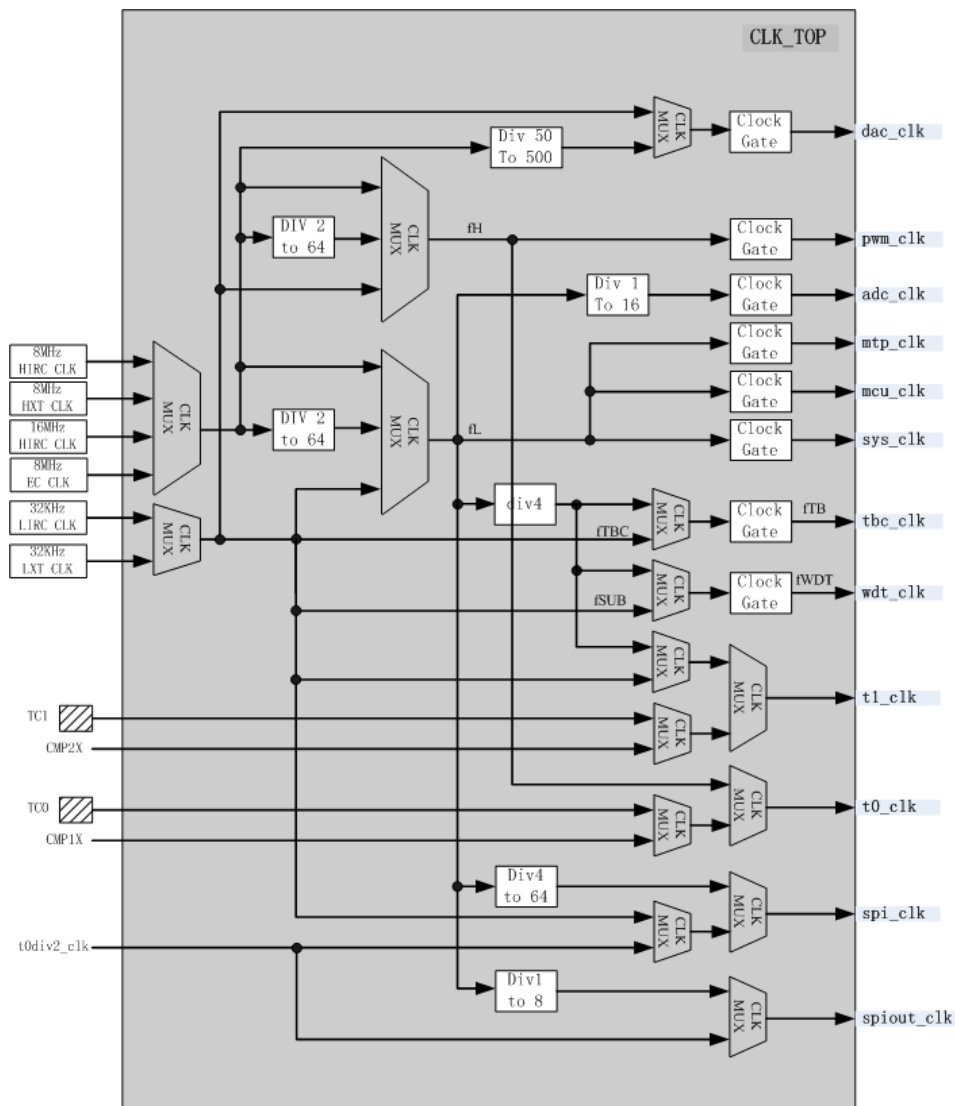 CLK_TOP
CLK
MUX
Clock
Gate
dac_clk
Div 50
To 500
CLK
MUX
DIV 2
to 64
fH
Clock
Gate
pwm_clk
Div 1
To 16
Clock
Gate
adc_clk
Clock
Gate
mtp_clk
8MHz
HIRC CLK
8MHz
HXT CLK
16MHz
HIRC CLK
8MHz
EC CLK
CLK
MUX
DIV 2
to 64
CLK
MUX
fL
Clock
Gate
mcu_clk
Clock
Gate
sys_clk
32KHz
LIRC CLK
32KHz
LXT CLK
CLK
MUX
div4
fTBC
CLK
MUX
Clock
Gate
fTB
tbc_clk
fSUB
CLK
MUX
Clock
Gate
fWDT
wdt_clk
CLK
MUX
CLK
MUX
t1_clk
TC1
CMP2X
CLK
MUX
TC0
CMP1X
CLK
MUX
CLK
MUX
t0_clk
Div4
to 64
CLK
MUX
CLK
MUX
spi_clk
t0div2_clk
Div1
to 8
CLK
MUX
spiout_clk